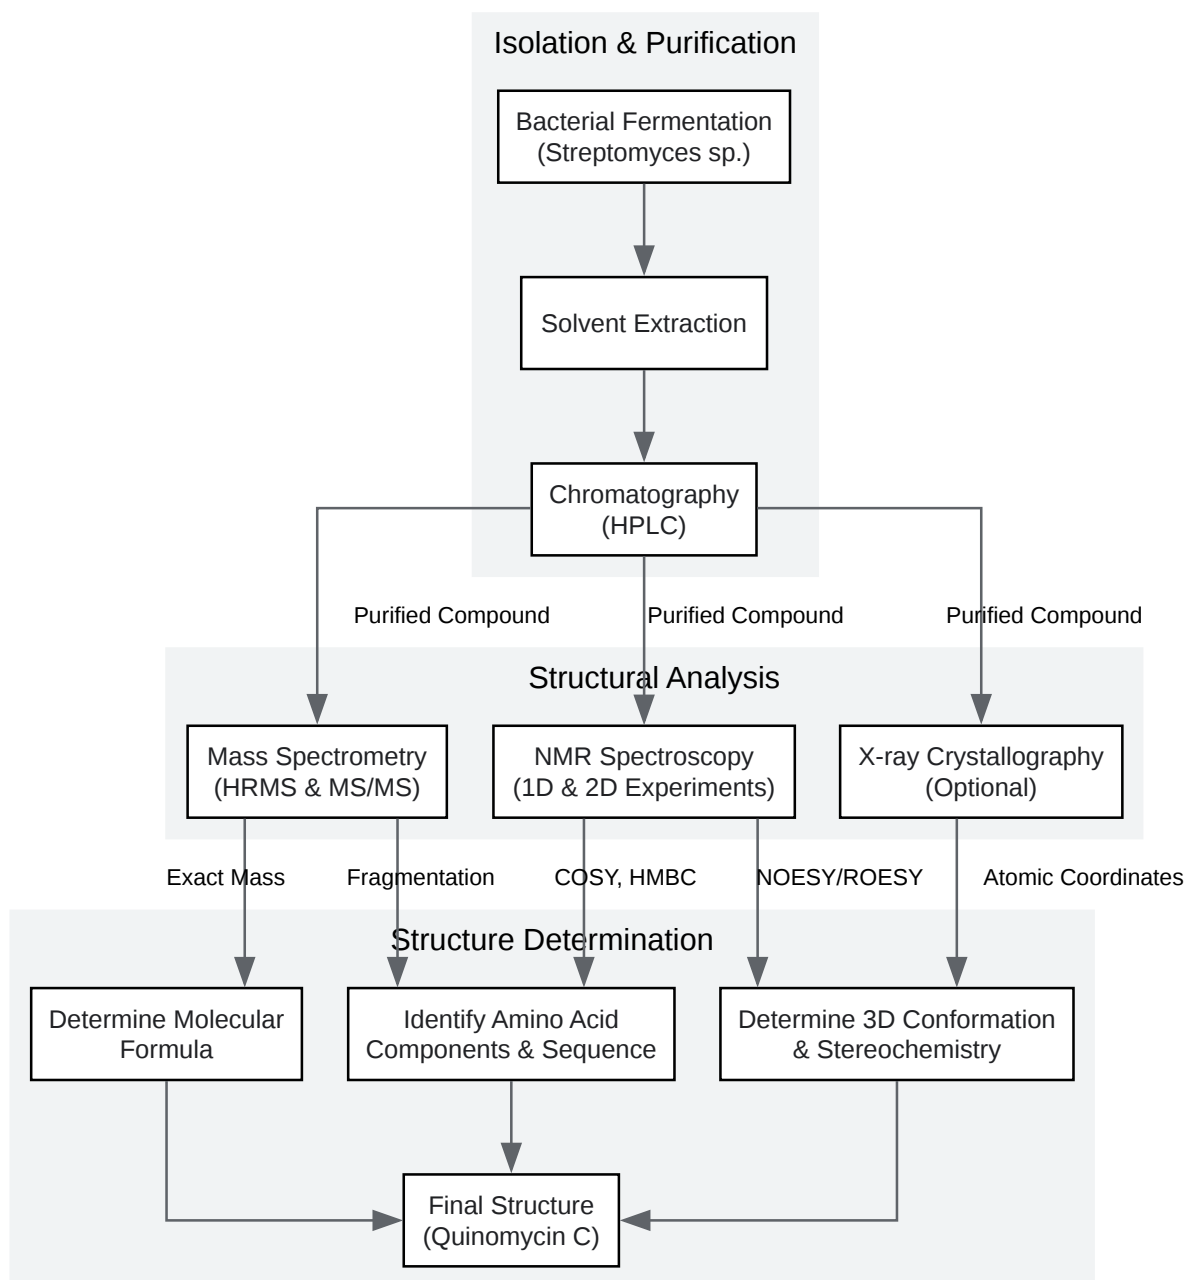 Isolation & Purification
Bacterial Fermentation
(Streptomyces sp.)
Solvent Extraction
Chromatography
(HPLC)
Purified Compound
Purified Compound
Purified Compound
Structural Analysis
Mass Spectrometry
(HRMS & MS/MS)
NMR Spectroscopy
(1D & 2D Experiments)
X-ray Crystallography
(Optional)
Exact Mass
Fragmentation
COSY, HMBC
NOESY/ROESY
Atomic Coordinates
Structure Determination
Determine Molecular
Formula
Identify Amino Acid
Components & Sequence
Determine 3D Conformation
& Stereochemistry
Final Structure
(Quinomycin C)